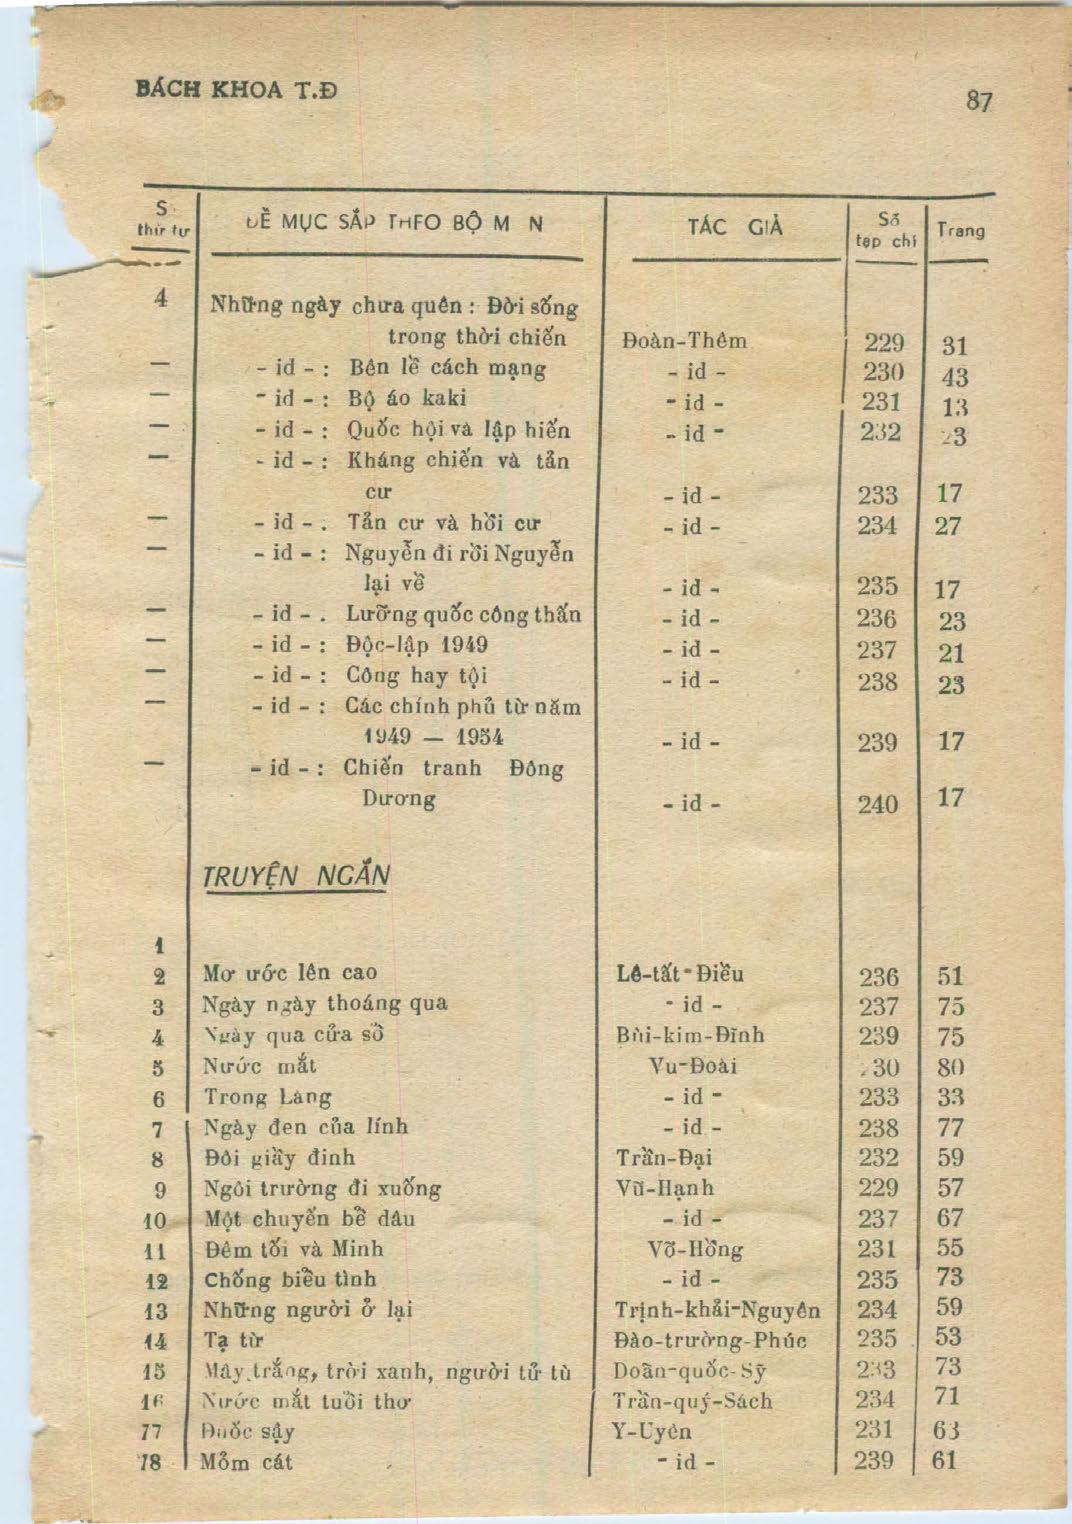 BÁCH KHOA T.Đ
87
S thứ tự ĐỀ MỤC SẮP THEO BỘ M N TÁC GIẢ Số tạp chí Trang
4 Những ngày chưa quên : Đời sống
trong thời chiến Đoàn-Thêm 229 31
— - id - : Bên lề cách mạng - id - 230 43
— - id - : Bộ áo kaki - id - 231 13
— - id - : Quốc hội và lập hiến - id - 232 23
— - id - : Kháng chiến và tản
cư - id - 233 17
— - id - . Tản cư và hồi cư - id - 234 27
— - id - : Nguyễn đi rồi Nguyễn
lại về - id - 235 17
— - id - . Lưỡng quốc công thần - id - 236 23
— - id - : Độc-lập 1949 - id - 237 21
— - id - : Công hay tội - id - 238 23
— - id - : Các chính phủ từ năm
1949 — 1954 - id - 239 17
— - id - : Chiến tranh Đông
Dương - id - 240 17
TRUYỆN NGẮN
1
2 Mơ ước lên cao Lê-tất-Điều 236 51
3 Ngày ngày thoáng qua - id - 237 75
4 Ngày qua cửa sổ Bùi-kim-Đĩnh 239 75
5 Nước mắt Vu-Đoài 230 80
6 Trong Làng - id - 233 33
7 Ngày đen của lính - id - 238 77
8 Đôi giầy đinh Trần-Đại 232 59
9 Ngôi trường đi xuống Vũ-Hạnh 229 57
10 Một chuyến bể dâu - id - 237 67
11 Đêm tối và Minh Võ-Hồng 231 55
12 Chống biểu tình - id - 235 73
13 Những người ở lại Trịnh-khải-Nguyên 234 59
14 Tạ từ Đào-trường-Phúc 235 53
15 Mây trắng, trời xanh, người tử tù Doãn-quốc-Sỹ 233 73
16 Nước mắt tuổi thơ Trần-quý-Sách 234 71
77 Đuốc sậy Y-Uyên 231 63
78 Mỏm cát - id - 239 61